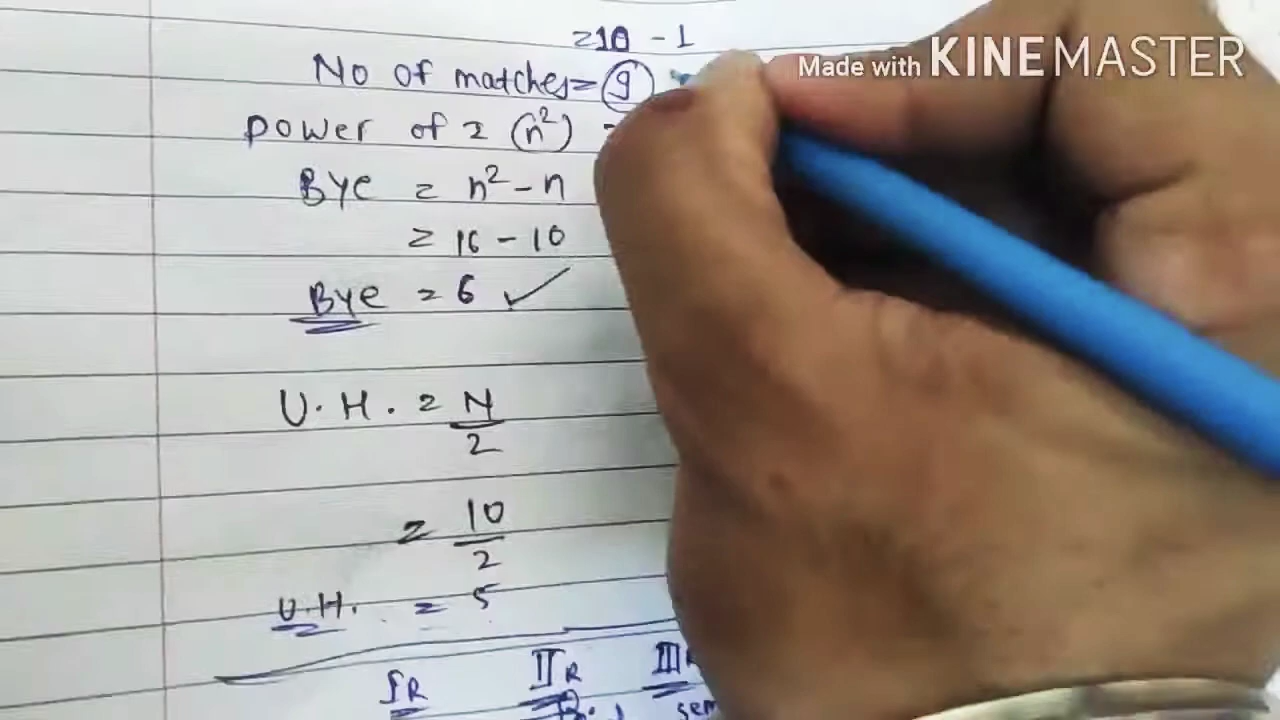 =10 - 1
Made with KINEMASTER
No of matches = 9
power of 2 (n²)
Bye = n² - n
= 16 - 10
Bye = 6 ✓
U.H. = N/2
= 10/2
U.H. = 5
IR IIR III R
sem